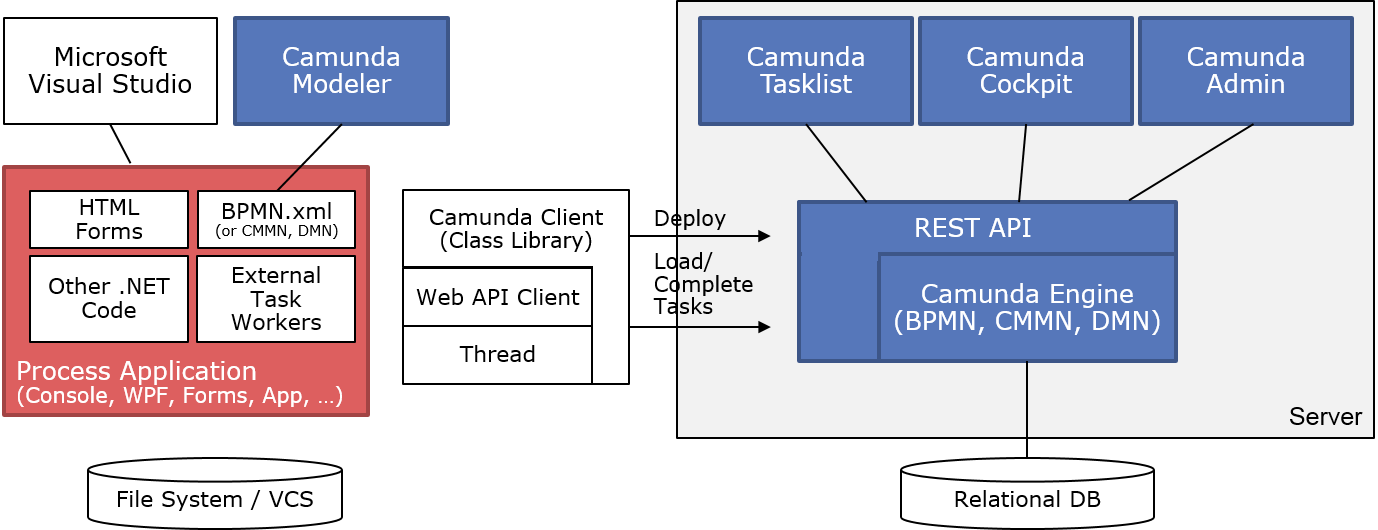 Microsoft
Visual Studio
Camunda
Modeler
Camunda
Tasklist
Camunda
Cockpit
Camunda
Admin
HTML
Forms
BPMN.xml
(or CMMN, DMN)
Other .NET
Code
External
Task
Workers
Process Application
(Console, WPF, Forms, App, ...)
Camunda Client
(Class Library)
Web API Client
Thread
Deploy
Load/
Complete
Tasks
REST API
Camunda Engine
(BPMN, CMMN, DMN)
Server
File System / VCS
Relational DB